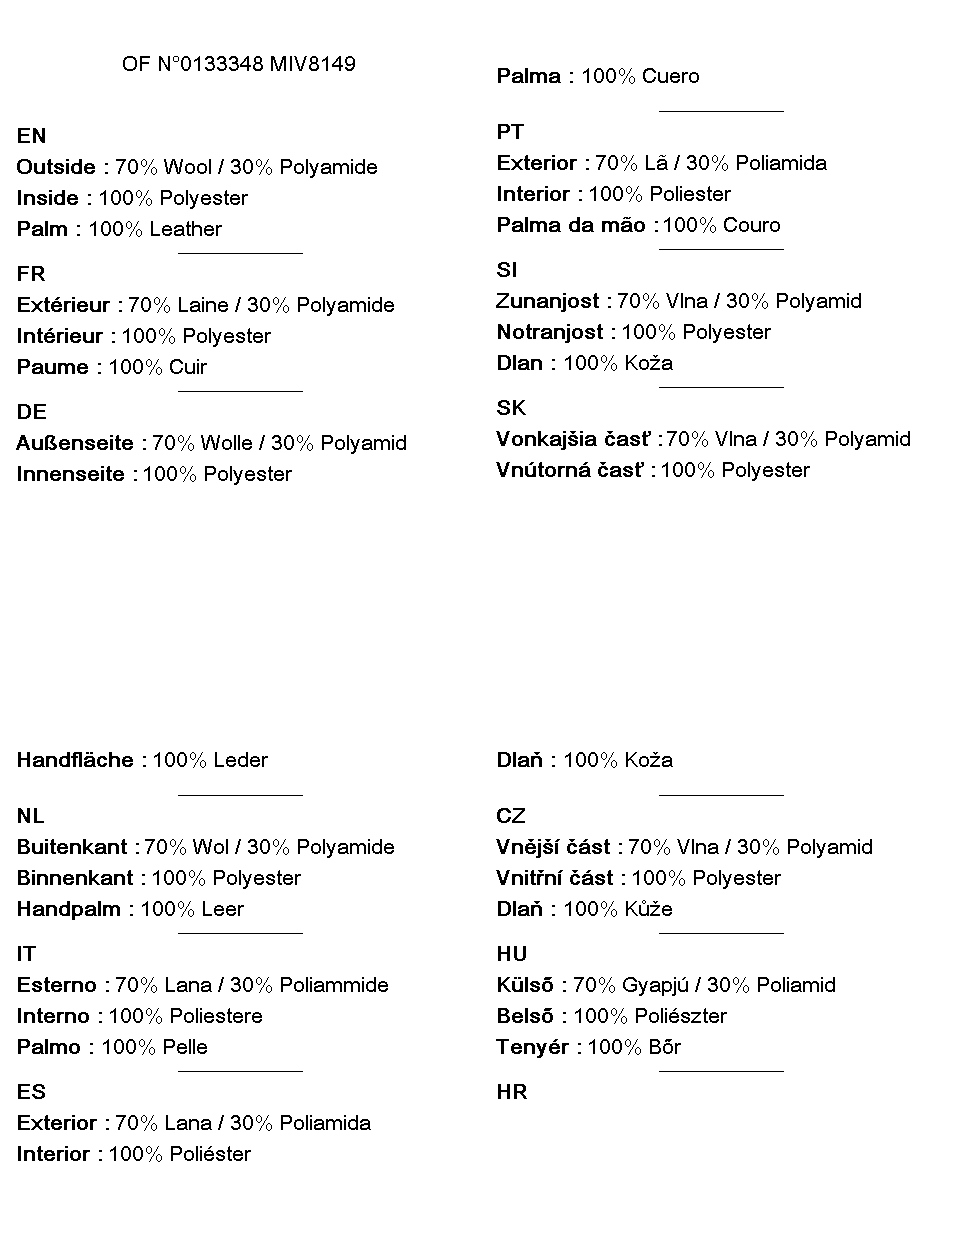 OF N°0133348 MIV8149
EN
Outside : 70% Wool / 30% Polyamide
Inside : 100% Polyester
Palm : 100% Leather
FR
Extérieur : 70% Laine / 30% Polyamide
Intérieur : 100% Polyester
Paume : 100% Cuir
DE
Außenseite : 70% Wolle / 30% Polyamid
Innenseite : 100% Polyester
Handfläche : 100% Leder
NL
Buitenkant : 70% Wol / 30% Polyamide
Binnenkant : 100% Polyester
Handpalm : 100% Leer
IT
Esterno : 70% Lana / 30% Poliammide
Interno : 100% Poliestere
Palmo : 100% Pelle
ES
Exterior : 70% Lana / 30% Poliamida
Interior : 100% Poliéster
Palma : 100% Cuero
PT
Exterior : 70% Lã / 30% Poliamida
Interior : 100% Poliester
Palma da mão : 100% Couro
SI
Zunanjost : 70% Vlna / 30% Polyamid
Notranjost : 100% Polyester
Dlan : 100% Koža
SK
Vonkajšia časť : 70% Vlna / 30% Polyamid
Vnútorná časť : 100% Polyester
Dlaň : 100% Koža
CZ
Vnější část : 70% Vlna / 30% Polyamid
Vnitřní část : 100% Polyester
Dlaň : 100% Kůže
HU
Külső : 70% Gyapjú / 30% Poliamid
Belső : 100% Poliészter
Tenyér : 100% Bőr
HR